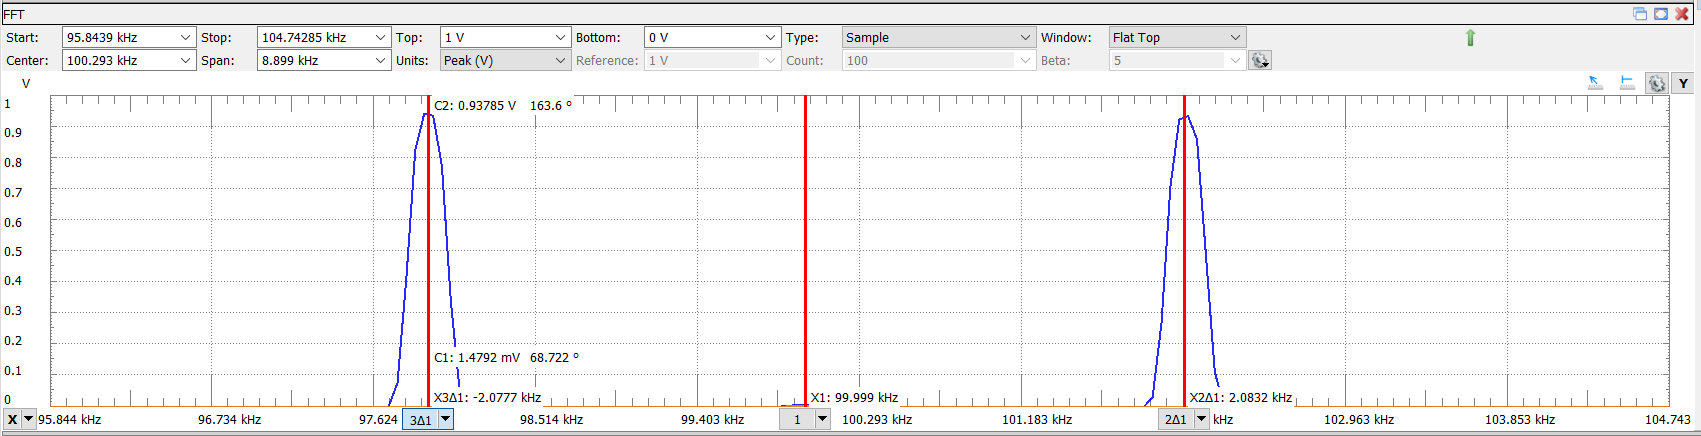 FFT
Start: 95.8439 kHz Stop: 104.74285 kHz Top: 1 V Bottom: 0 V Type: Sample Window: Flat Top
Center: 100.293 kHz Span: 8.899 kHz Units: Peak (V) Reference: 1 V Count: 100 Beta: 5
V Y
1
C2: 0.93785 V 163.6 °
0.9
0.8
0.7
0.6
0.5
0.4
0.3
0.2
C1: 1.4792 mV 68.722 °
0.1
0 X3Δ1: -2.0777 kHz X1: 99.999 kHz X2Δ1: 2.0832 kHz
X 95.844 kHz 96.734 kHz 97.624 3Δ1 98.514 kHz 99.403 kHz 1 100.293 kHz 101.183 kHz 2Δ1 kHz 102.963 kHz 103.853 kHz 104.743